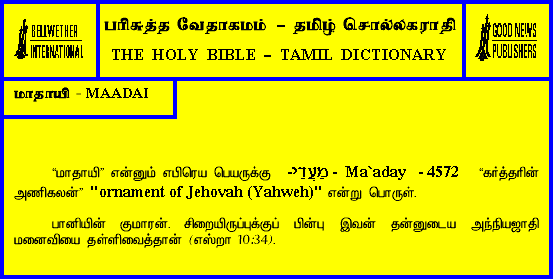 BELLWETHER
INTERNATIONAL
பரிசுத்த வேதாகமம் – தமிழ் சொல்லகராதி
THE HOLY BIBLE – TAMIL DICTIONARY
GOOD NEWS
PUBLISHERS
மாதாயி - MAADAI
“மாதாயி” என்னும் எபிரெய பெயருக்கு -מַעֲדַי - Ma`aday - 4572 “கர்த்தரின்
அணிகலன்” "ornament of Jehovah (Yahweh)" என்று பொருள்.
பானியின் குமாரன். சிறையிருப்புக்குப் பின்பு இவன் தன்னுடைய அந்நியஜாதி
மனைவியை தள்ளிவைத்தான் (எஸ்றா 10:34).